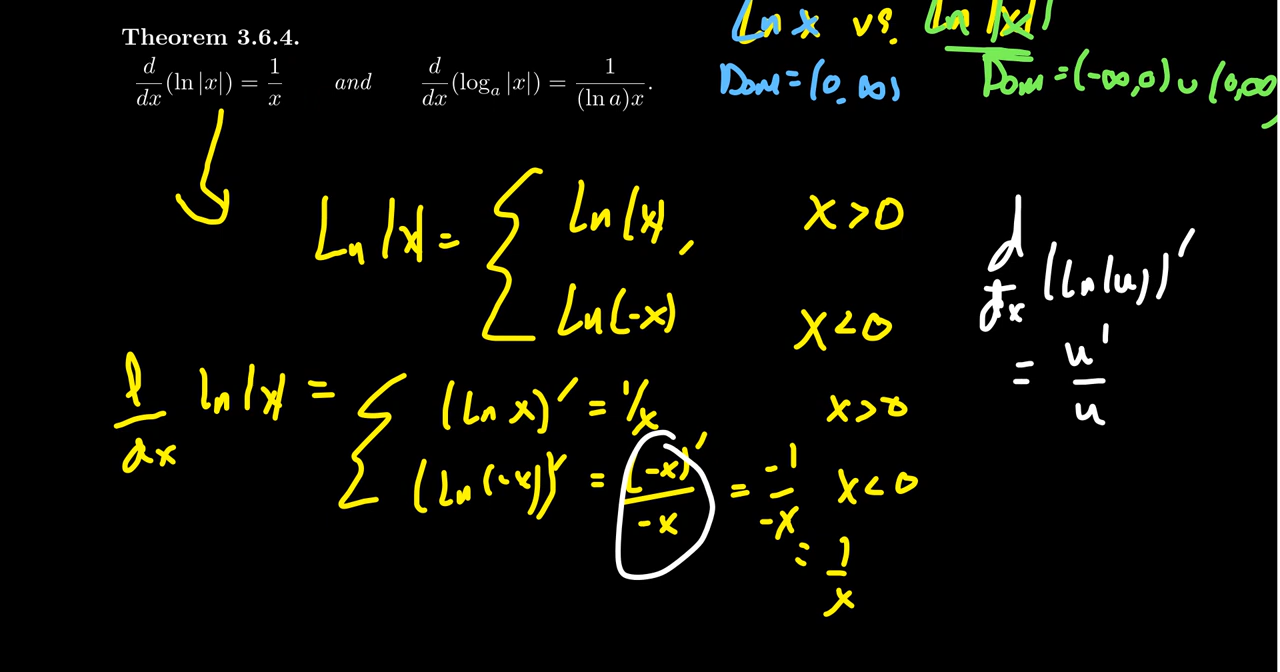 Theorem 3.6.4.
d/dx (ln |x|) = 1/x and d/dx (log_a |x|) = 1/((ln a)x).
Ln x vs. Ln |x|
Dom = (0, ∞) Dom = (-∞,0) ∪ (0,∞)
Ln |x| = { Ln(x), x > 0
Ln(-x) x < 0
d/dx (Ln(u))' = u'/u
d/dx ln |x| = { (Ln x)' = 1/x x > 0
(Ln(-x))' = (-x)'/-x = -1/-x x < 0
= 1/x